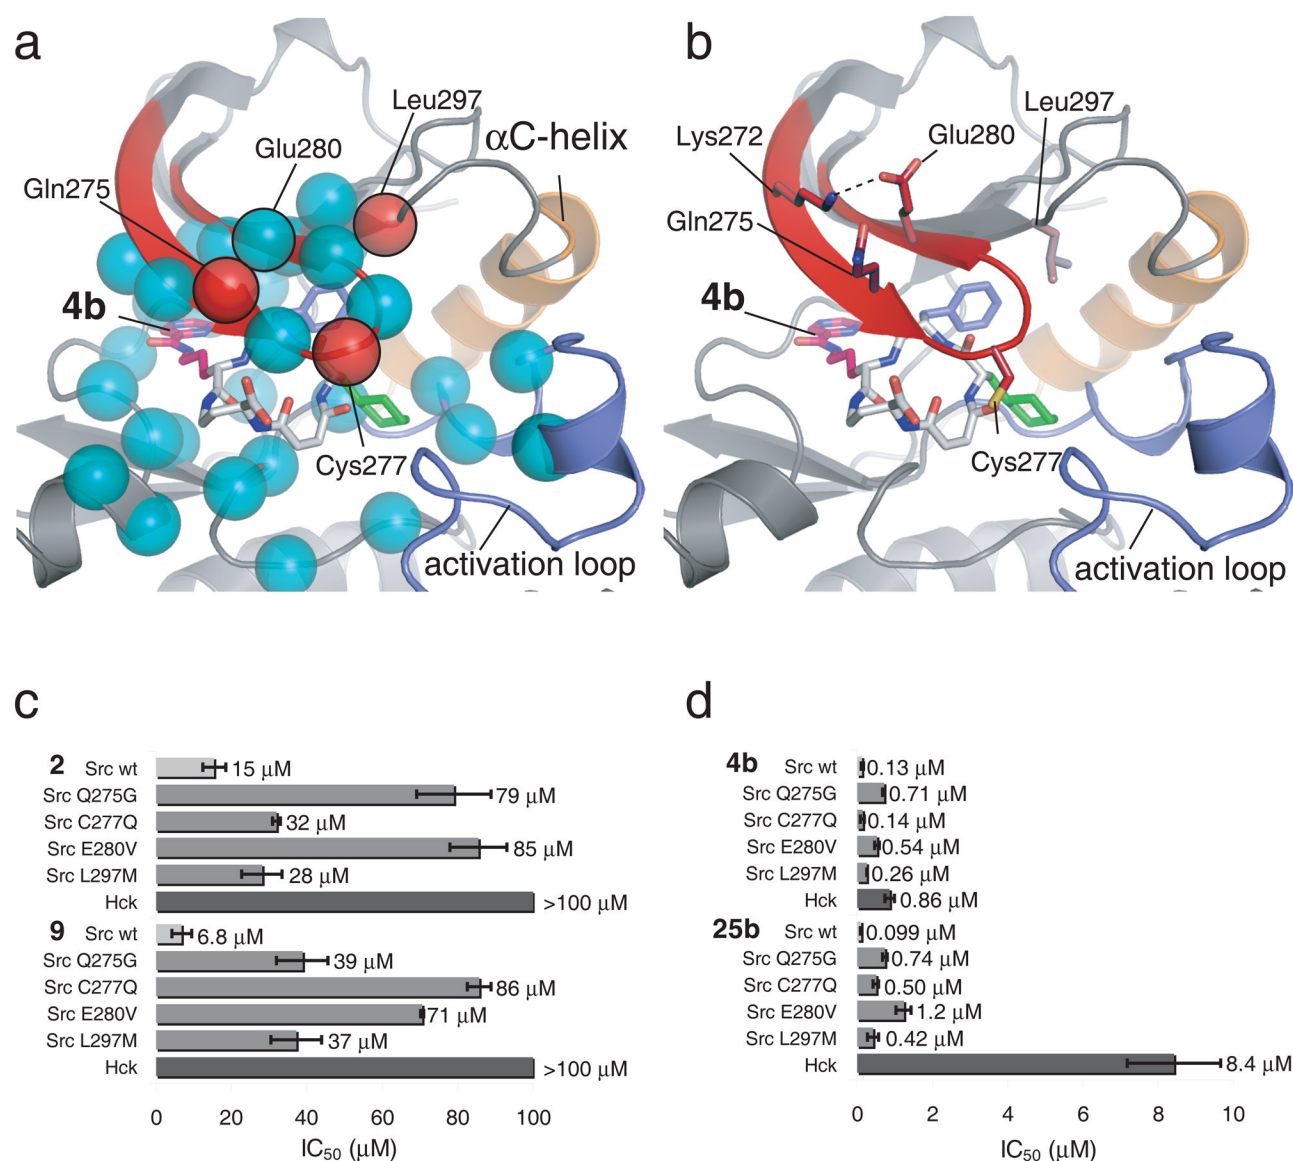 a
Leu297
αC-helix
Glu280
Gln275
4b
Cys277
activation loop
b
Leu297
Lys272
Glu280
Gln275
4b
Cys277
activation loop
c
2 Src wt 15 μM
Src Q275G 79 μM
Src C277Q 32 μM
Src E280V 85 μM
Src L297M 28 μM
Hck >100 μM
9 Src wt 6.8 μM
Src Q275G 39 μM
Src C277Q 86 μM
Src E280V 71 μM
Src L297M 37 μM
Hck >100 μM
0 20 40 60 80 100
IC50 (μM)
d
4b Src wt 0.13 μM
Src Q275G 0.71 μM
Src C277Q 0.14 μM
Src E280V 0.54 μM
Src L297M 0.26 μM
Hck 0.86 μM
25b Src wt 0.099 μM
Src Q275G 0.74 μM
Src C277Q 0.50 μM
Src E280V 1.2 μM
Src L297M 0.42 μM
Hck 8.4 μM
0 2 4 6 8 10
IC50 (μM)